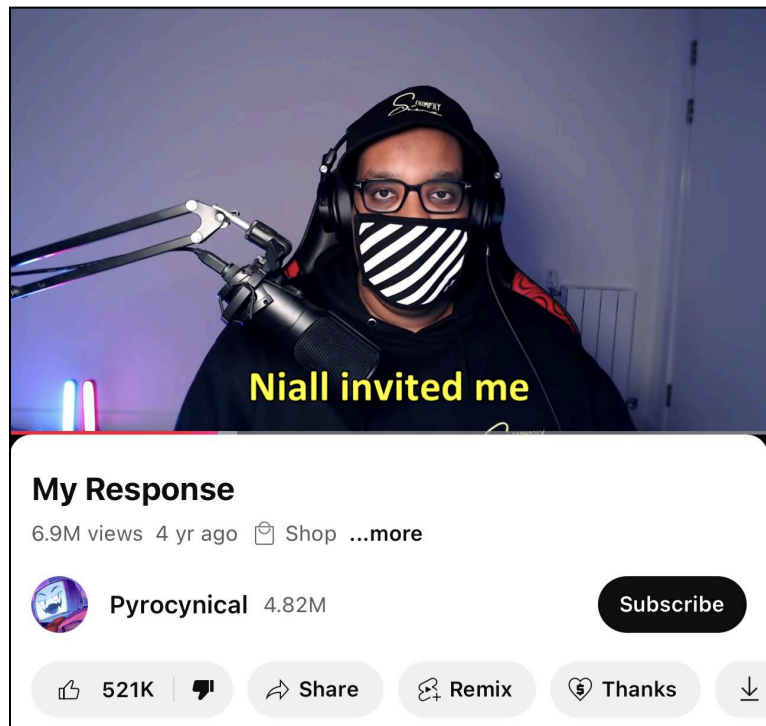 Niall invited me
My Response
6.9M views 4 yr ago Shop ...more
Pyrocynical 4.82M Subscribe
521K Share Remix Thanks